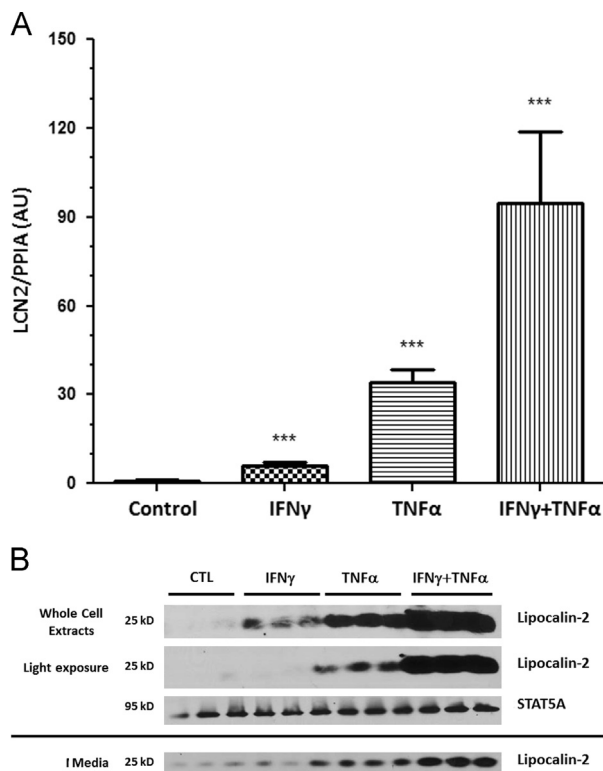 A
150
120
90
60
30
0
LCN2/PPIA (AU)
***
***
***
Control IFNγ TNFα IFNγ+TNFα
B
CTL IFNγ TNFα IFNγ+TNFα
Whole Cell
Extracts
25 kD Lipocalin-2
Light exposure 25 kD Lipocalin-2
95 kD STAT5A
Media 25 kD Lipocalin-2